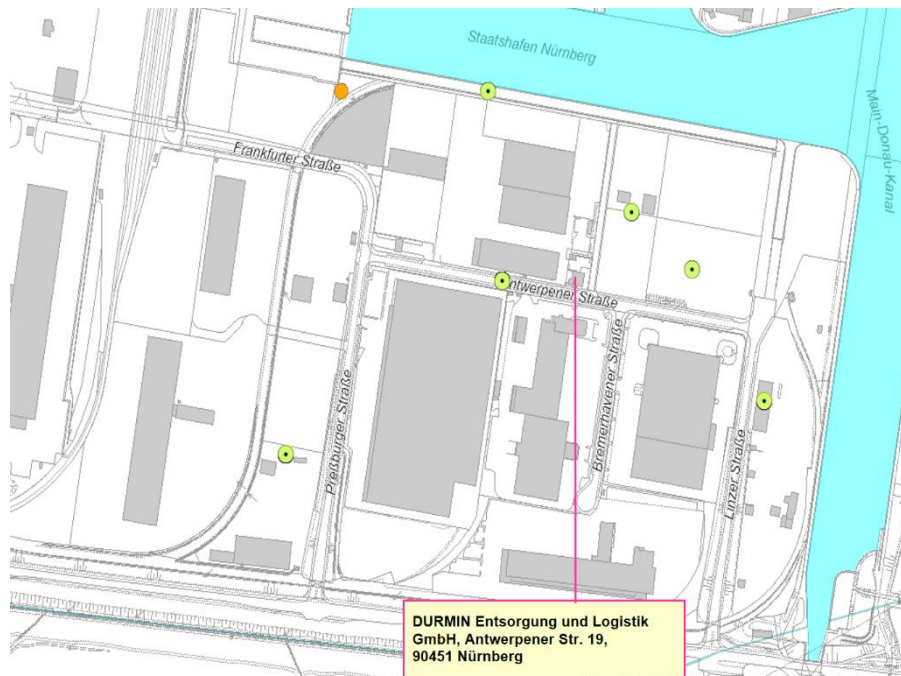 Staatshafen Nürnberg
Main-Donau-Kanal
Frankfurter Straße
Antwerpener Straße
Preßburger Straße
Bremerhavener Straße
Linzer Straße
DURMIN Entsorgung und Logistik
GmbH, Antwerpener Str. 19,
90451 Nürnberg